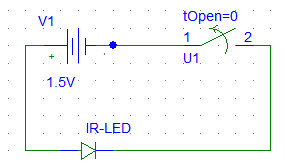 V1
tOpen=0
1
2
U1
+
1.5V
IR-LED